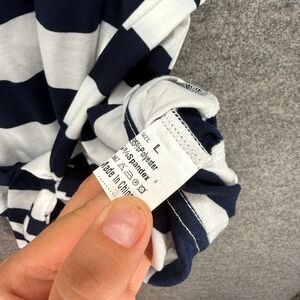 SIZE: L
95%Polyester
5%Spandex
Made in China